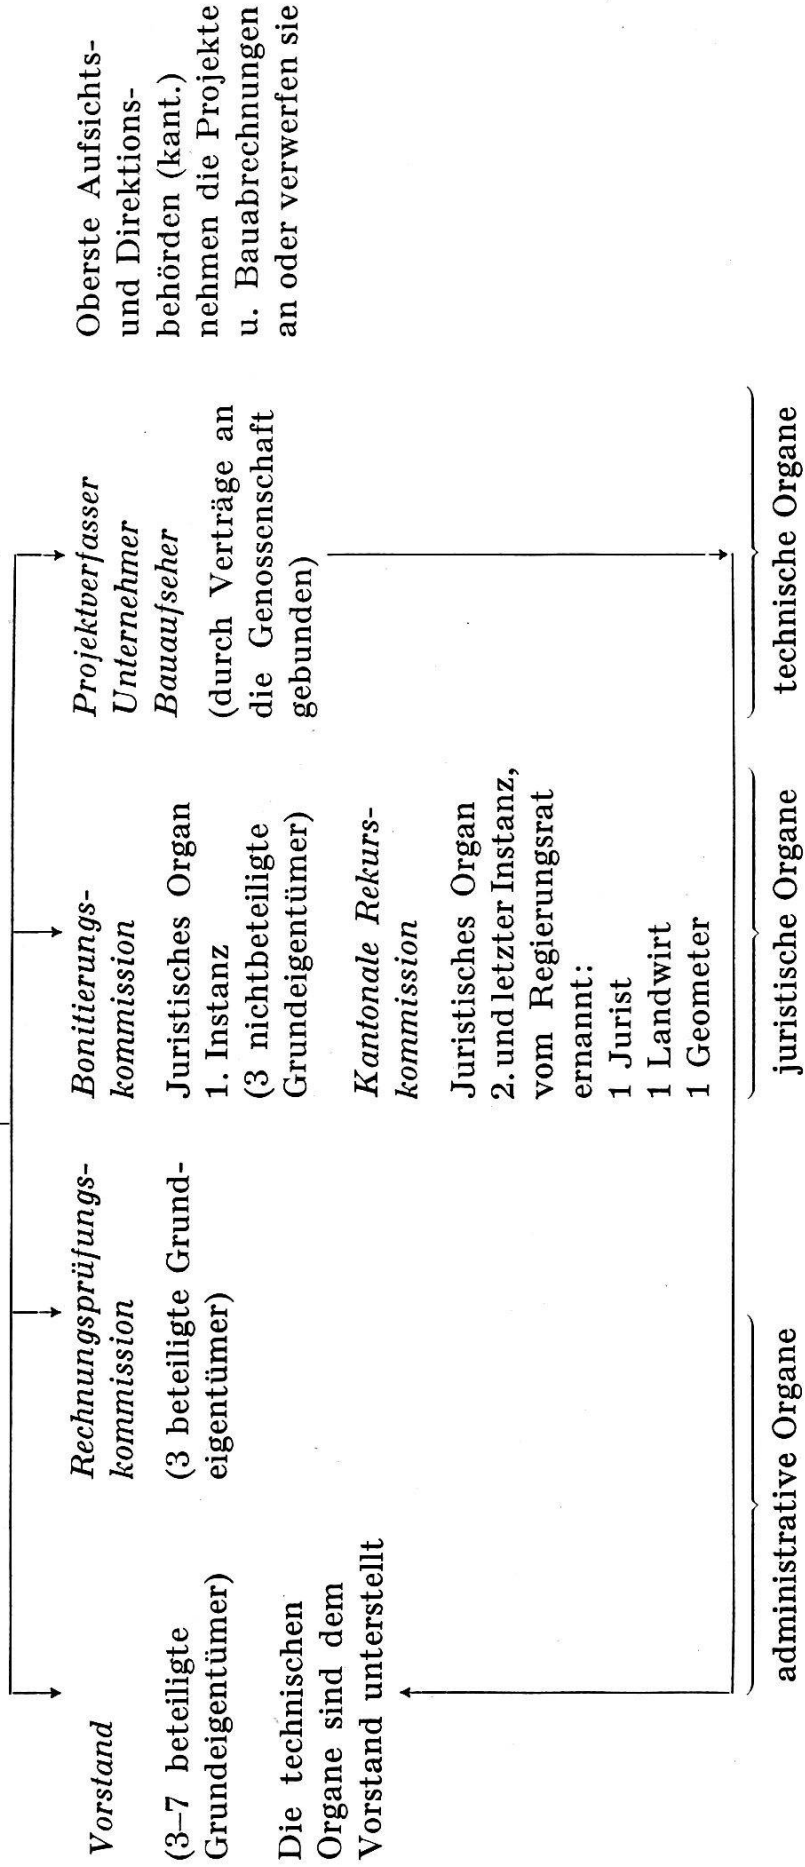 Vorstand
(3–7 beteiligte
Grundeigentümer)
Die technischen
Organe sind dem
Vorstand unterstellt
Rechnungsprüfungs-
kommission
(3 beteiligte Grund-
eigentümer)
Bonitierungs-
kommission
Juristisches Organ
1. Instanz
(3 nichtbeteiligte
Grundeigentümer)
Kantonale Rekurs-
kommission
Juristisches Organ
2. und letzter Instanz,
vom Regierungsrat
ernannt:
1 Jurist
1 Landwirt
1 Geometer
Projektverfasser
Unternehmer
Bauaufseher
(durch Verträge an
die Genossenschaft
gebunden)
Oberste Aufsichts-
und Direktions-
behörden (kant.)
nehmen die Projekte
u. Bauabrechnungen
an oder verwerfen sie
administrative Organe
juristische Organe
technische Organe